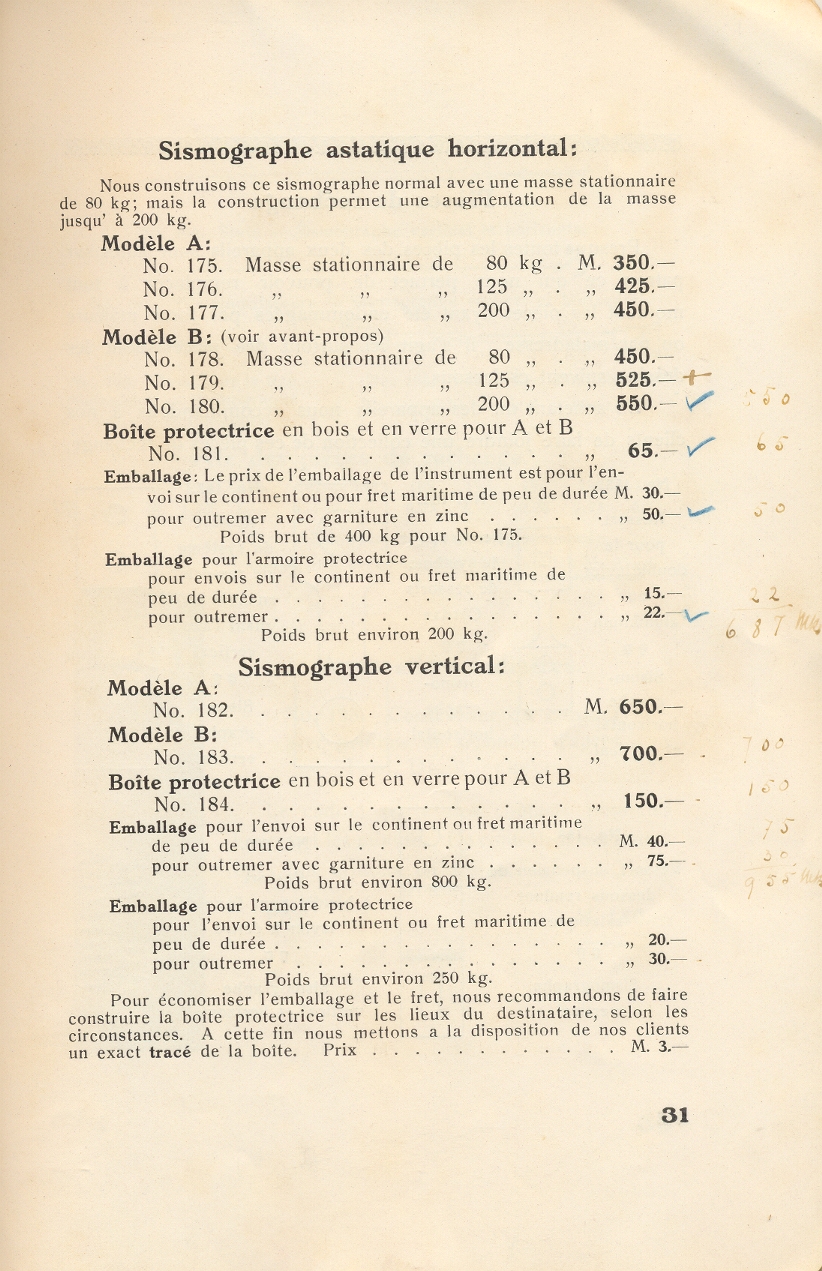 Sismographe astatique horizontal:
Nous construisons ce sismographe normal avec une masse stationnaire
de 80 kg; mais la construction permet une augmentation de la masse
jusqu' à 200 kg.
Modèle A:
No. 175. Masse stationnaire de 80 kg . M. 350.—
No. 176. „ „ „ 125 „ . „ 425.—
No. 177. „ „ „ 200 „ . „ 450.—
Modèle B: (voir avant-propos)
No. 178. Masse stationnaire de 80 „ . „ 450.—
No. 179. „ „ „ 125 „ . „ 525.— +
No. 180. „ „ „ 200 „ . „ 550.— ✓ 550
Boîte protectrice en bois et en verre pour A et B
No. 181. . . . . . . . . . . . . . „ 65.— ✓ 65
Emballage: Le prix de l'emballage de l'instrument est pour l'en-
voi sur le continent ou pour fret maritime de peu de durée M. 30.—
pour outremer avec garniture en zinc . . . . . . „ 50.— ✓ 50
Poids brut de 400 kg pour No. 175.
Emballage pour l'armoire protectrice
pour envois sur le continent ou fret maritime de
peu de durée . . . . . . . . . . . . . . . . „ 15.—
pour outremer . . . . . . . . . . . . . . . . „ 22.— ✓ 22
687
Poids brut environ 200 kg.
Sismographe vertical:
Modèle A:
No. 182. . . . . . . . . . . . . . M. 650.—
Modèle B:
No. 183. . . . . . . . . . . . . . „ 700.— - 700
Boîte protectrice en bois et en verre pour A et B
No. 184. . . . . . . . . . . . . . „ 150.— - 150
Emballage pour l'envoi sur le continent ou fret maritime
de peu de durée . . . . . . . . . . . . . M. 40.— 75
pour outremer avec garniture en zinc . . . . . . „ 75.— - 30
955
Poids brut environ 800 kg.
Emballage pour l'armoire protectrice
pour l'envoi sur le continent ou fret maritime de
peu de durée . . . . . . . . . . . . . . . „ 20.—
pour outremer . . . . . . . . . . . . . . „ 30.— -
Poids brut environ 250 kg.
Pour économiser l'emballage et le fret, nous recommandons de faire
construire la boîte protectrice sur les lieux du destinataire, selon les
circonstances. A cette fin nous mettons a la disposition de nos clients
un exact tracé de la boîte. Prix . . . . . . . . . . . . M. 3.—
31